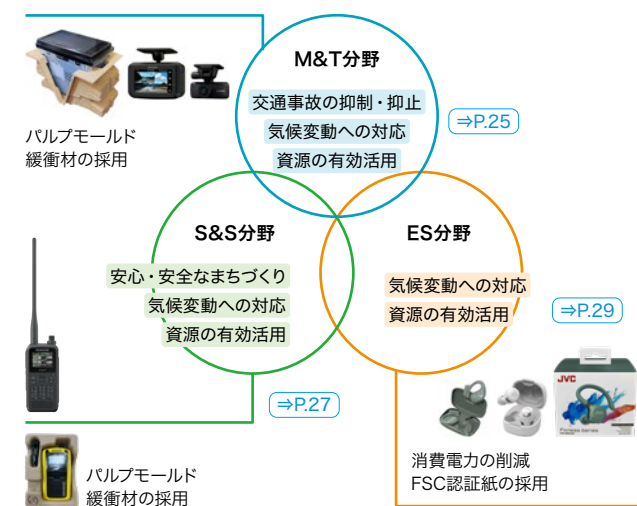 M&T分野
交通事故の抑制・抑止
気候変動への対応
資源の有効活用
⇒P.25
パルプモールド
緩衝材の採用
S&S分野
安心・安全なまちづくり
気候変動への対応
資源の有効活用
⇒P.27
ES分野
気候変動への対応
資源の有効活用
⇒P.29
JVC
Fitness Series
消費電力の削減
FSC認証紙の採用
パルプモールド
緩衝材の採用